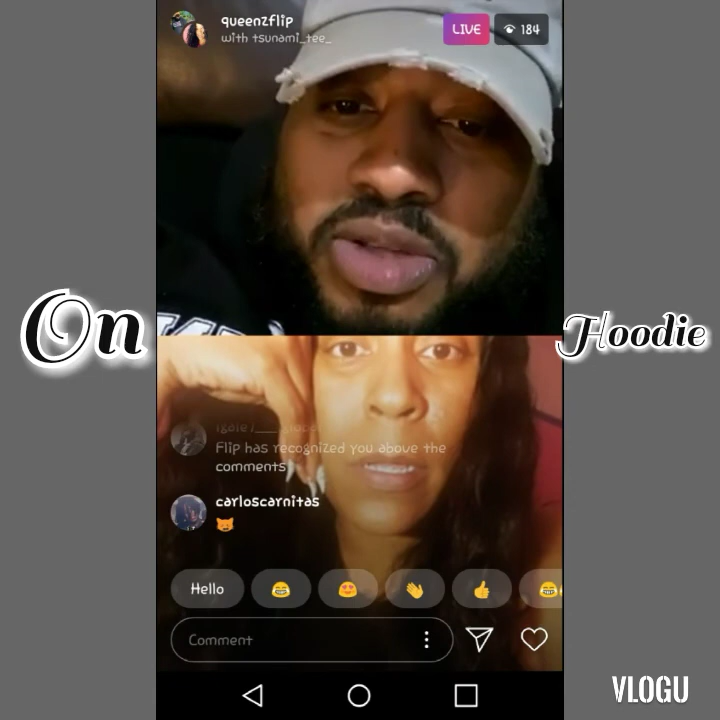 queenzflip
with tsunami_tee_
LIVE
184
On
Hoodie
Flip has recognized you above the
comments
carloscarnitas
Hello
Comment
VLOGU